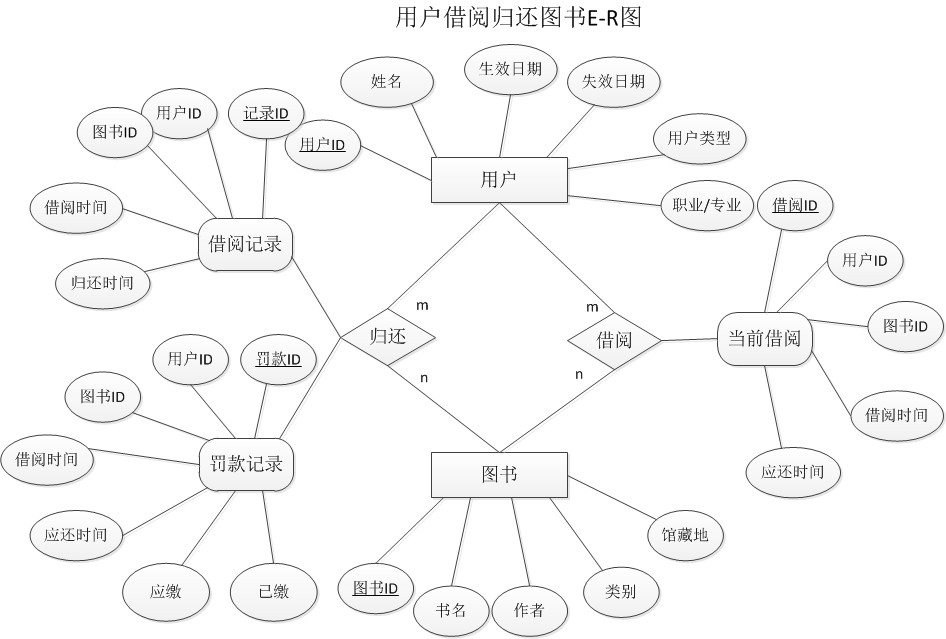 用户借阅归还图书E-R图
姓名
生效日期
失效日期
用户类型
职业/专业
用户ID
用户
记录ID
用户ID
图书ID
借阅时间
归还时间
借阅记录
借阅ID
用户ID
图书ID
借阅时间
应还时间
当前借阅
m
归还
n
m
借阅
n
罚款ID
用户ID
图书ID
借阅时间
应还时间
应缴
已缴
罚款记录
图书
图书ID
书名
作者
类别
馆藏地